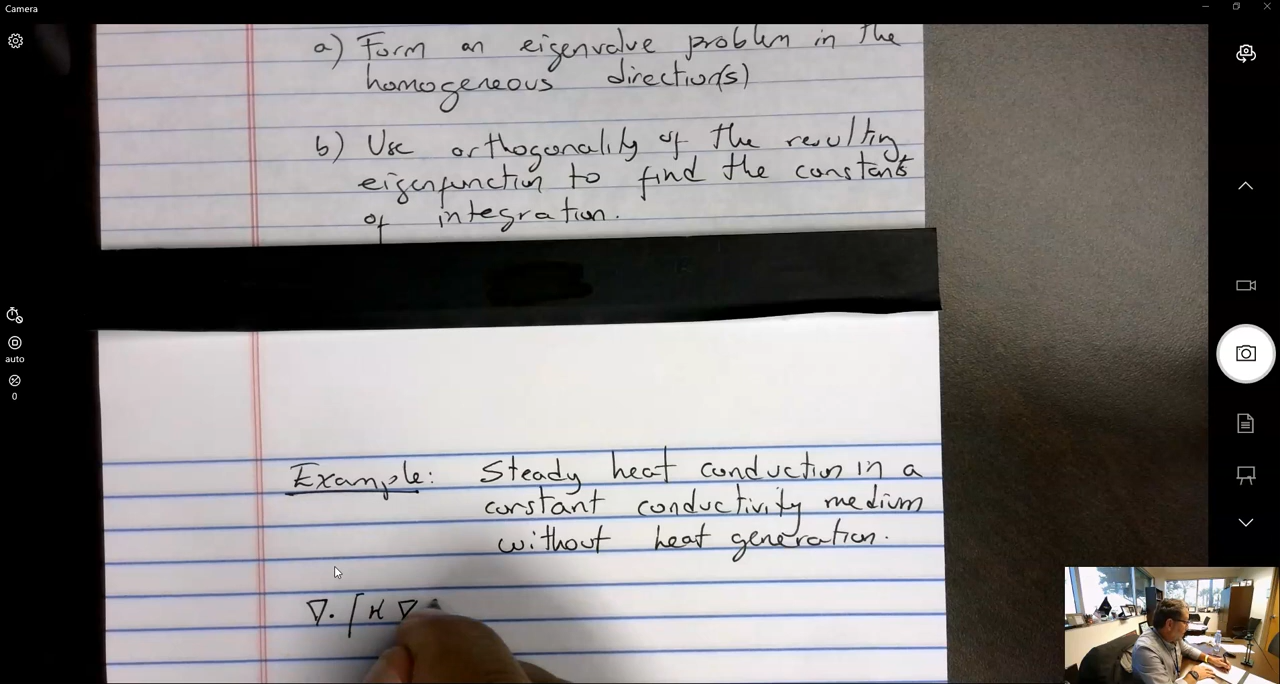 Camera
a) Form an eigenvalue problem in the
homogeneous direction(s)
b) Use orthogonality of the resulting
eigenfunction to find the constants
of integration.
auto
0
Example: Steady heat conduction in a
constant conductivity medium
without heat generation.
∇·[K∇